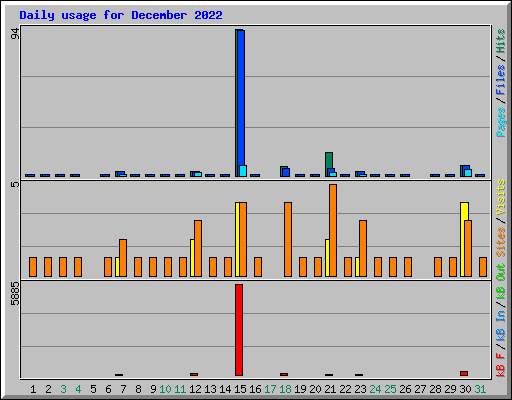 Daily usage for December 2022
94
5
5885
Pages/Files/Hits
Sites/Visits
kB F/kB In/kB Out
1 2 3 4 5 6 7 8 9 10 11 12 13 14 15 16 17 18 19 20 21 22 23 24 25 26 27 28 29 30 31